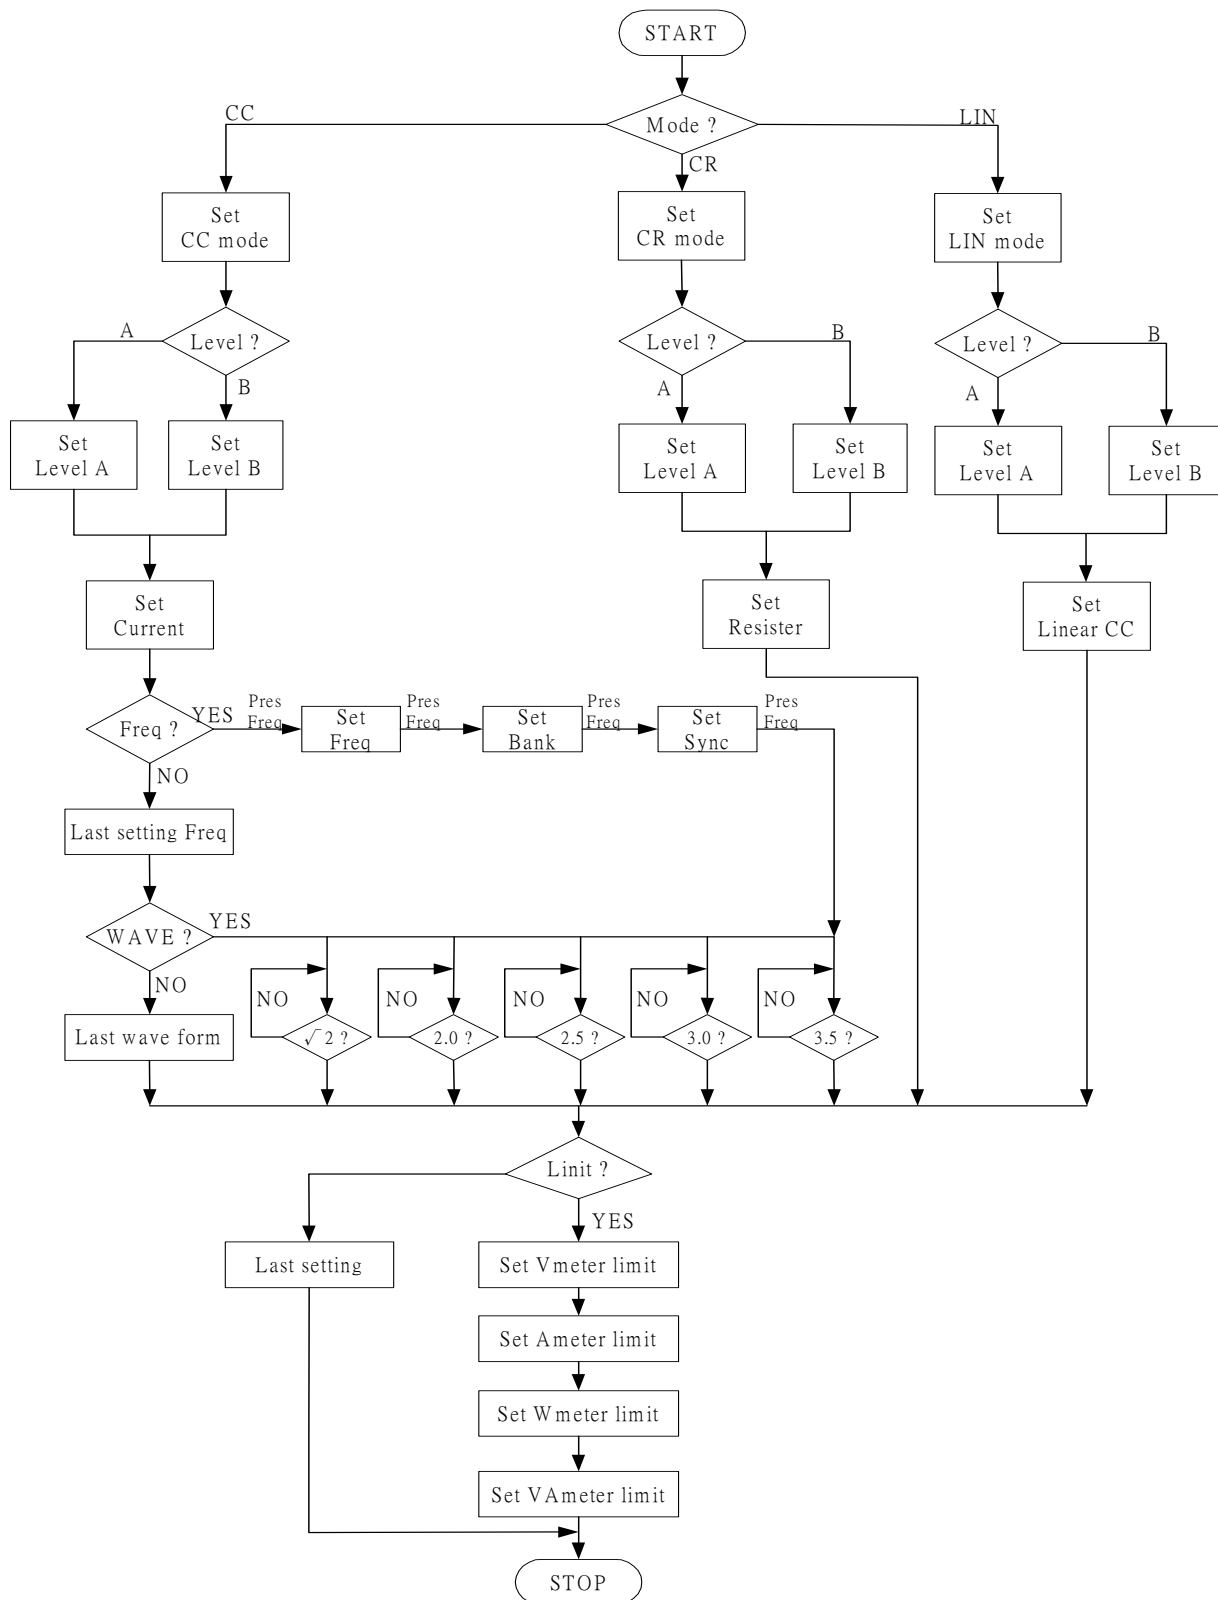 START
CC
Mode ?
LIN
CR
Set
CC mode
Set
CR mode
Set
LIN mode
A
Level ?
B
Level ?
B
A
Level ?
B
A
Set
Level A
Set
Level B
Set
Level A
Set
Level B
Set
Level A
Set
Level B
Set
Current
Set
Resister
Set
Linear CC
Freq ?
YES
Pres
Freq
Set
Freq
Pres
Freq
Set
Bank
Pres
Freq
Set
Sync
Pres
Freq
NO
Last setting Freq
WAVE ?
YES
NO
NO
NO
NO
NO
NO
Last wave form
√2 ?
2.0 ?
2.5 ?
3.0 ?
3.5 ?
Linit ?
YES
Last setting
Set Vmeter limit
Set Ameter limit
Set Wmeter limit
Set VAmeter limit
STOP